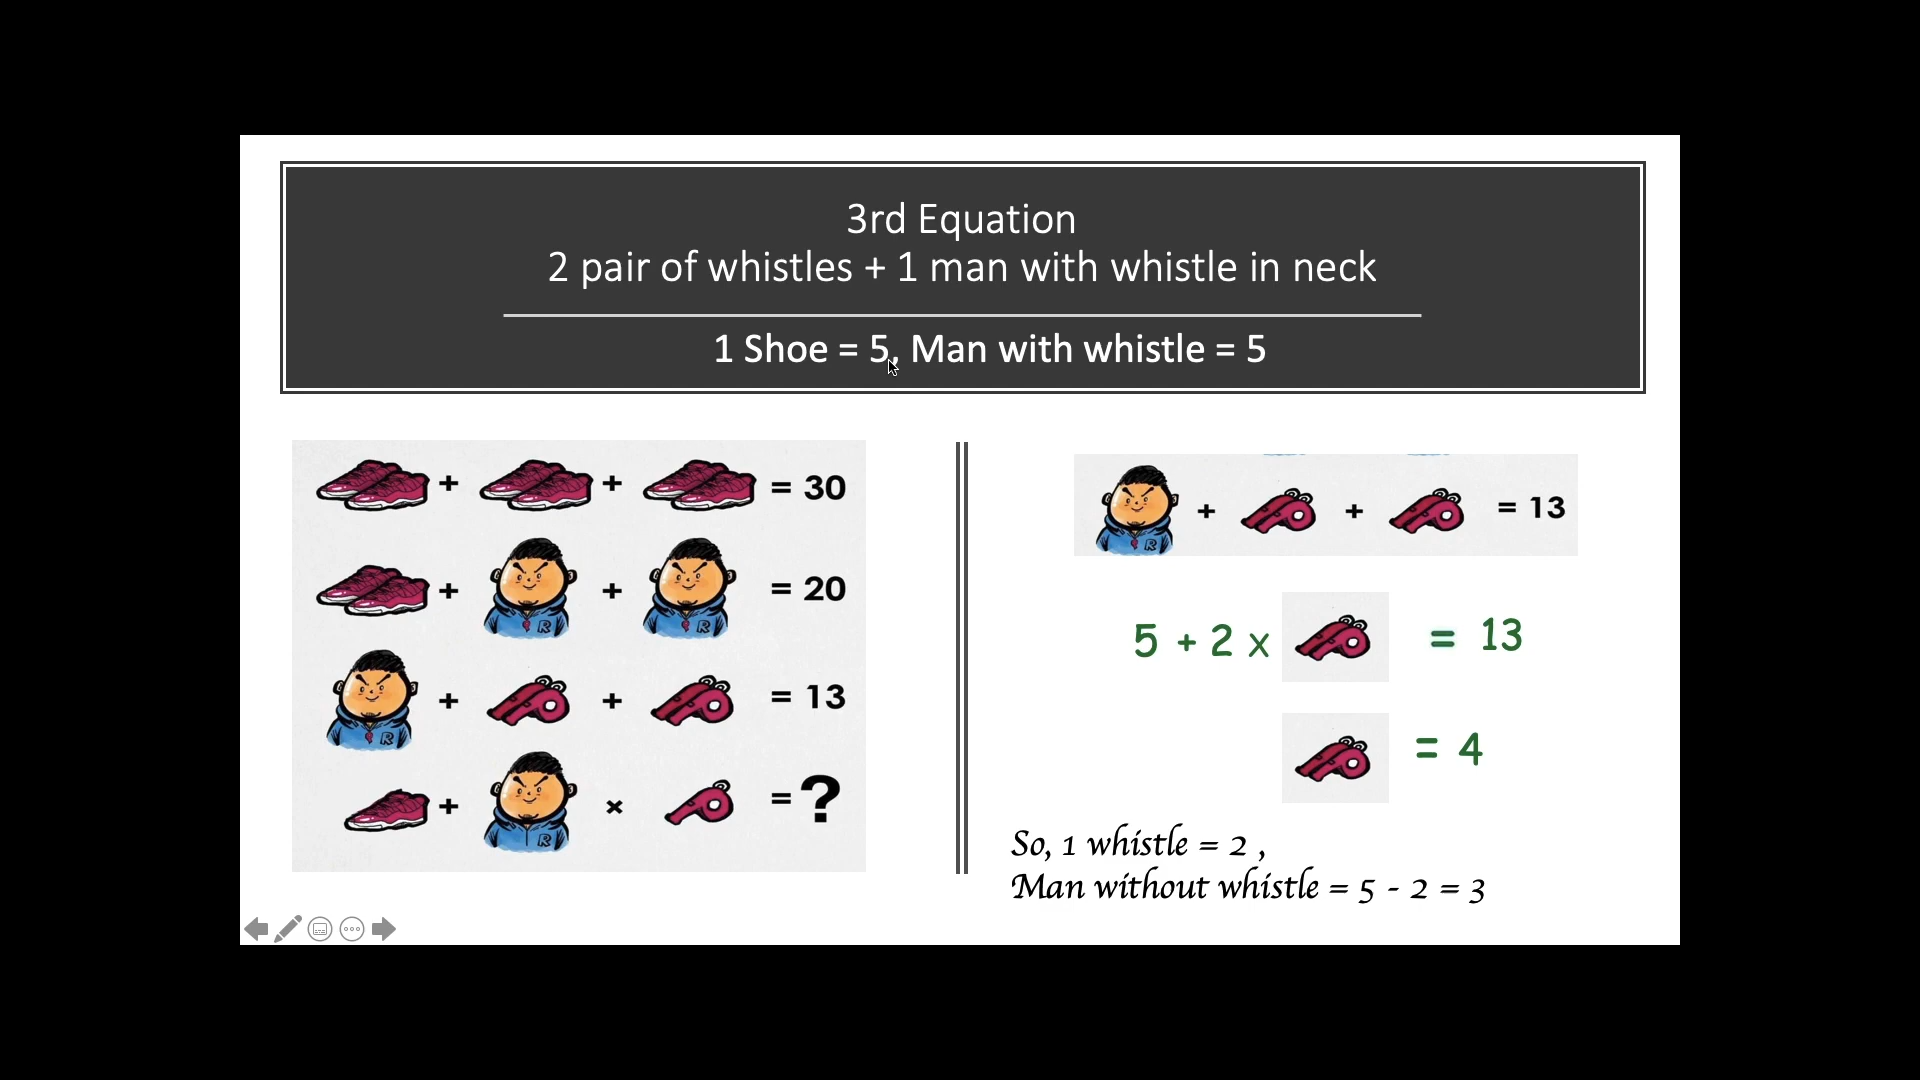 3rd Equation
2 pair of whistles + 1 man with whistle in neck
1 Shoe = 5, Man with whistle = 5
+ + = 30
+ + = 20
R R
+ + = 13
R
+ × = ?
R
+ + = 13
R
5 + 2 x = 13
= 4
So, 1 whistle = 2 ,
Man without whistle = 5 - 2 = 3